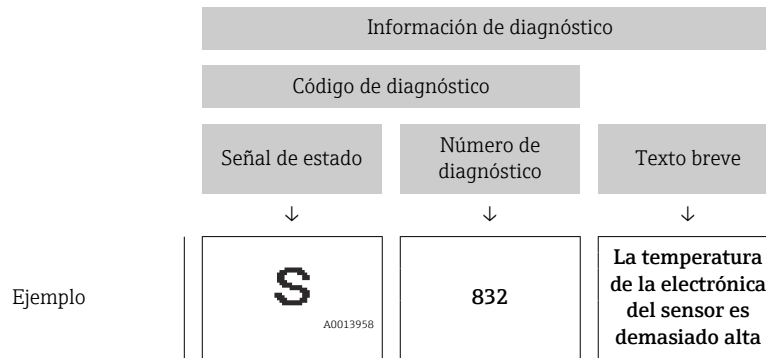 Información de diagnóstico
Código de diagnóstico
Señal de estado
Número de
diagnóstico
Texto breve
↓ ↓ ↓
Ejemplo
S
A0013958
832
La temperatura
de la electrónica
del sensor es
demasiado alta